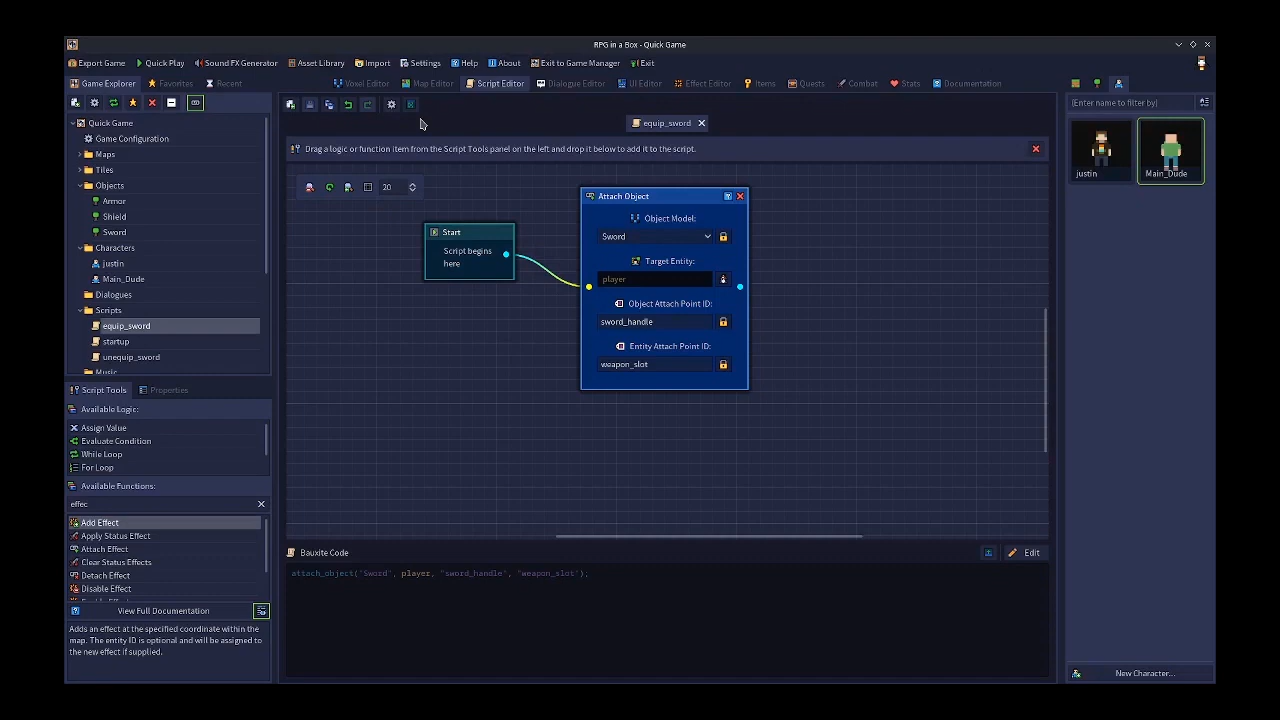 RPG in a Box - Quick Game
Export Game
Quick Play
Sound FX Generator
Asset Library
Import
Settings
Help
About
Exit to Game Manager
Exit
Game Explorer
Favorites
Recent
Voxel Editor
Map Editor
Script Editor
Dialogue Editor
UI Editor
Effect Editor
Items
Quests
Combat
Stats
Documentation
Quick Game
Game Configuration
Maps
Tiles
Objects
Armor
Shield
Sword
Characters
justin
Main_Dude
Dialogues
Scripts
equip_sword
startup
unequip_sword
Music
equip_sword
Drag a logic or function item from the Script Tools panel on the left and drop it below to add it to the script.
20
Start
Script begins
here
Attach Object
Object Model:
Sword
Target Entity:
player
Object Attach Point ID:
sword_handle
Entity Attach Point ID:
weapon_slot
(Enter name to filter by)
justin
Main_Dude
Script Tools
Properties
Available Logic:
Assign Value
Evaluate Condition
While Loop
For Loop
Available Functions:
effec
Add Effect
Apply Status Effect
Attach Effect
Clear Status Effects
Detach Effect
Disable Effect
View Full Documentation
Adds an effect at the specified coordinate within the
map. The entity ID is optional and will be assigned to
the new effect if supplied.
Bauxite Code
Edit
attach_object("Sword", player, "sword_handle", "weapon_slot");
New Character...